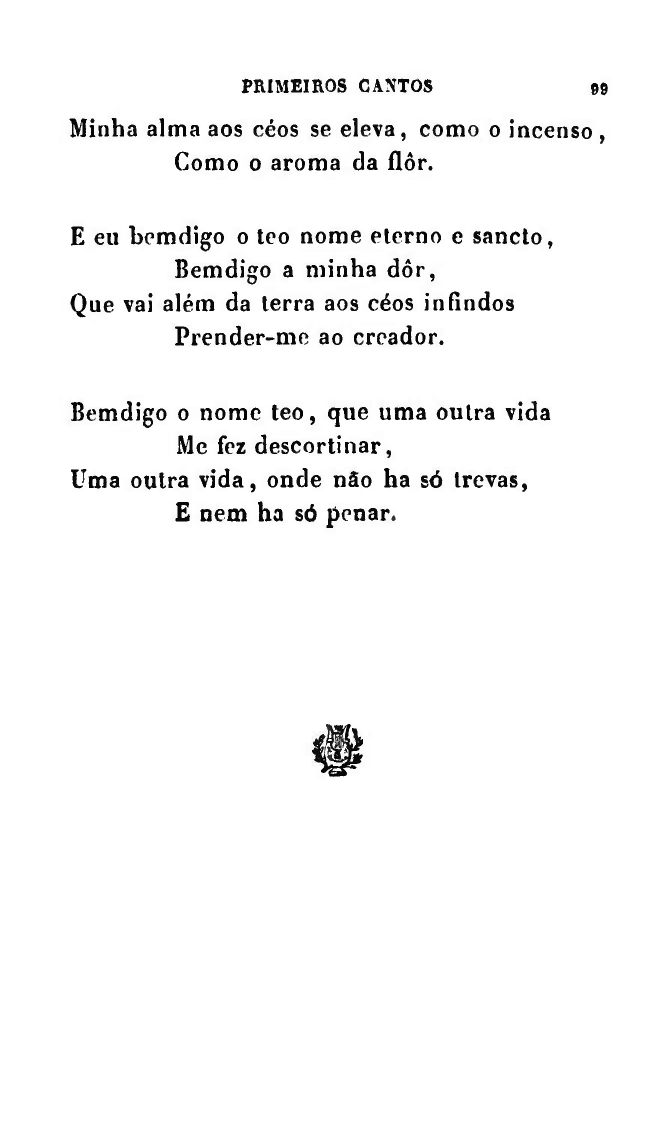 PRIMEIROS CANTOS 99
Minha alma aos céos se eleva, como o incenso,
Como o aroma da flôr.
E eu bemdigo o teo nome eterno e sancto,
Bemdigo a minha dôr,
Que vai além da terra aos céos infindos
Prender-me ao creador.
Bemdigo o nome teo, que uma outra vida
Me fez descortinar,
Uma outra vida, onde não ha só trevas,
E nem ha só penar.